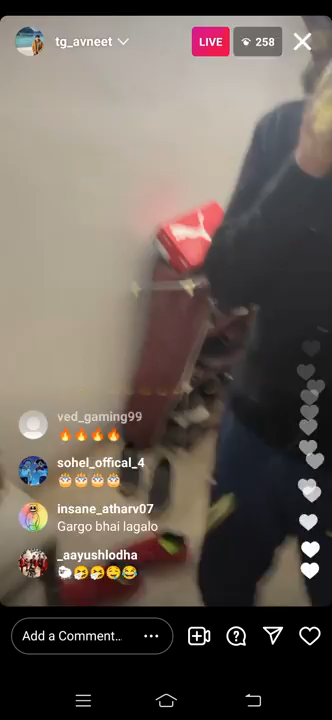 tg_avneet
LIVE
258
ved_gaming99
🔥🔥🔥🔥
sohel_offical_4
🎂🎂🎂🎂
insane_atharv07
Gargo bhai lagalo
_aayushlodha
Add a Comment...